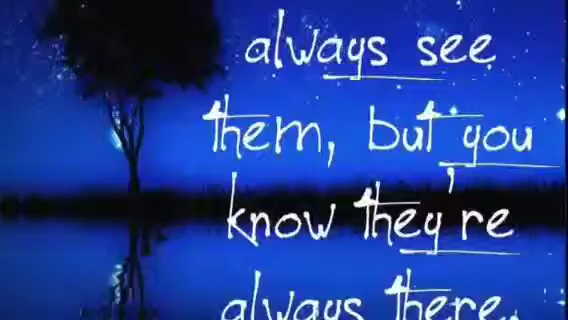 always see
them, but you
know they're
always there.